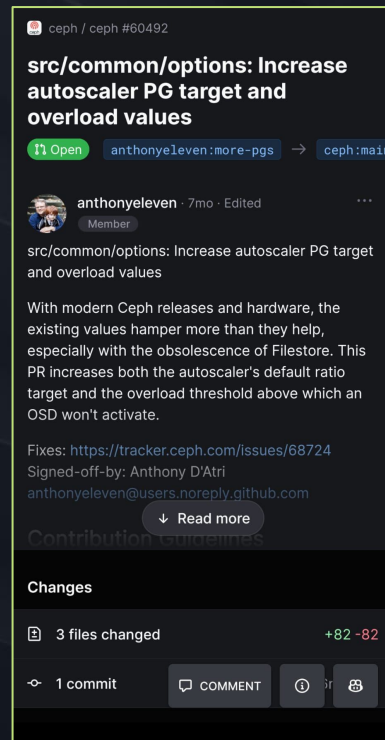 ceph / ceph #60492
src/common/options: Increase
autoscaler PG target and
overload values
Open anthonyeleven:more-pgs → ceph:main
anthonyeleven · 7mo · Edited
Member
src/common/options: Increase autoscaler PG target
and overload values
With modern Ceph releases and hardware, the
existing values hamper more than they help,
especially with the obsolescence of Filestore. This
PR increases both the autoscaler's default ratio
target and the overload threshold above which an
OSD won't activate.
Fixes: https://tracker.ceph.com/issues/68724
Signed-off-by: Anthony D'Atri
anthonyeleven@users.noreply.github.com
Read more
Contribution Guidelines
Changes
3 files changed +82 -82
1 commit COMMENT